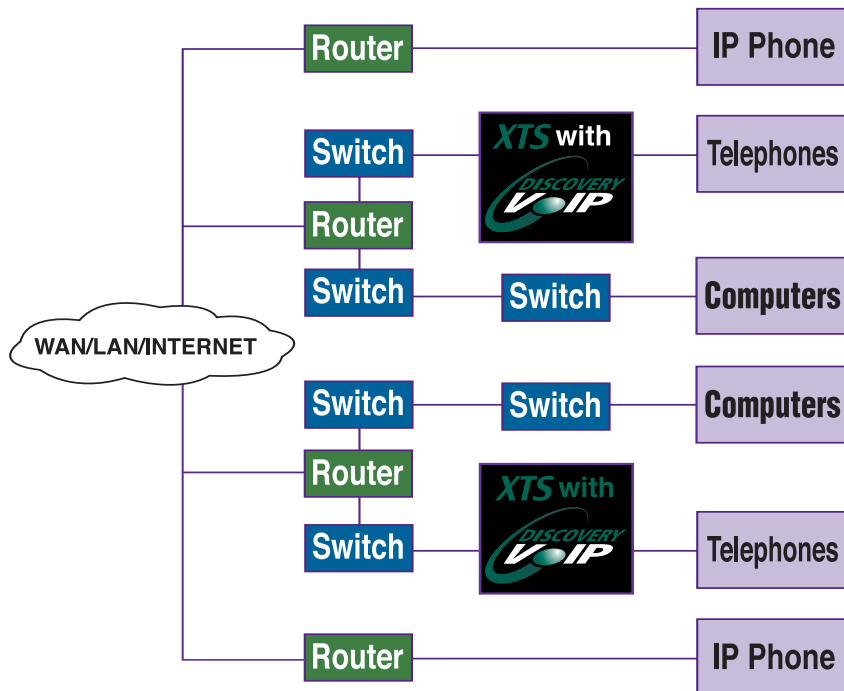 Router
IP Phone
Switch
XTS with
DISCOVERY
VoIP
Telephones
Router
Switch
Switch
Computers
WAN/LAN/INTERNET
Switch
Switch
Computers
Router
XTS with
DISCOVERY
VoIP
Switch
Telephones
Router
IP Phone